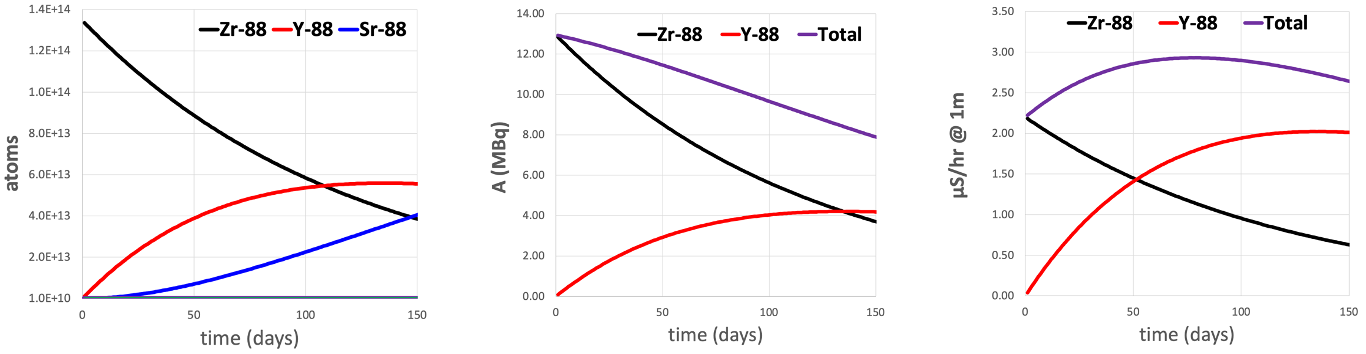 1.4E+14
1.2E+14
1.0E+14
8.0E+13
6.0E+13
4.0E+13
2.0E+13
1.0E+10
atoms
Zr-88 Y-88 Sr-88
0 50 100 150
time (days)
14.00
12.00
10.00
8.00
6.00
4.00
2.00
0.00
A (MBq)
Zr-88 Y-88 Total
0 50 100 150
time (days)
3.50
3.00
2.50
2.00
1.50
1.00
0.50
0.00
µS/hr @ 1m
Zr-88 Y-88 Total
0 50 100 150
time (days)